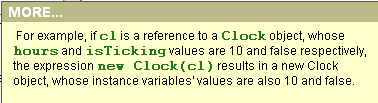 MORE...
For example, if cl is a reference to a Clock object, whose
hours and isTicking values are 10 and false respectively,
the expression new Clock(cl) results in a new Clock
object, whose instance variables' values are also 10 and false.